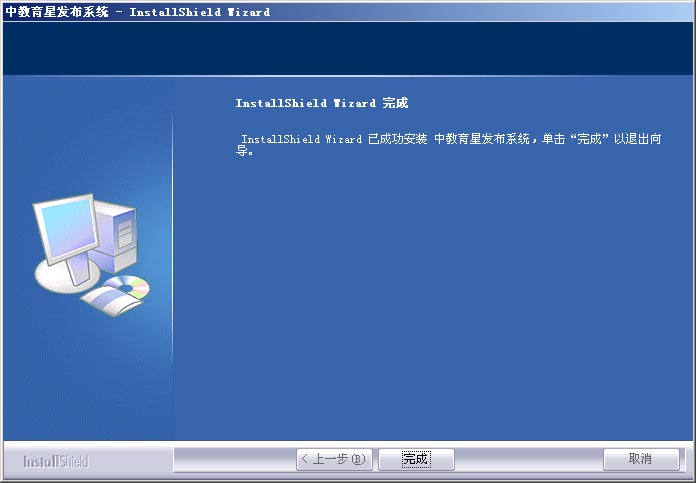 中教育星发布系统 - InstallShield Wizard
InstallShield Wizard 完成
InstallShield Wizard 已成功安装 中教育星发布系统，单击“完成”以退出向
导。
InstallShield
< 上一步(B)
完成
取消